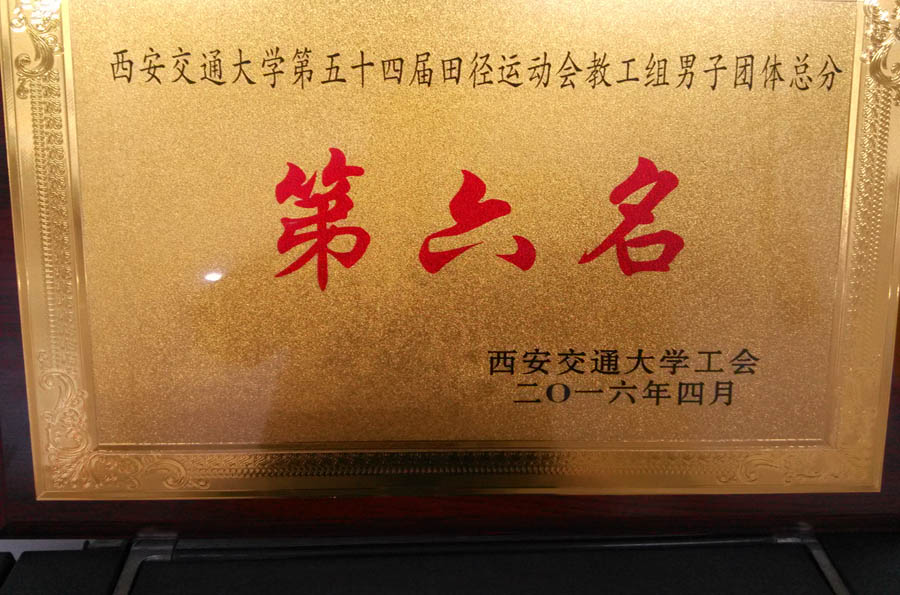 西安交通大学第五十四届田径运动会教工组男子团体总分
第六名
西安交通大学工会
二〇一六年四月